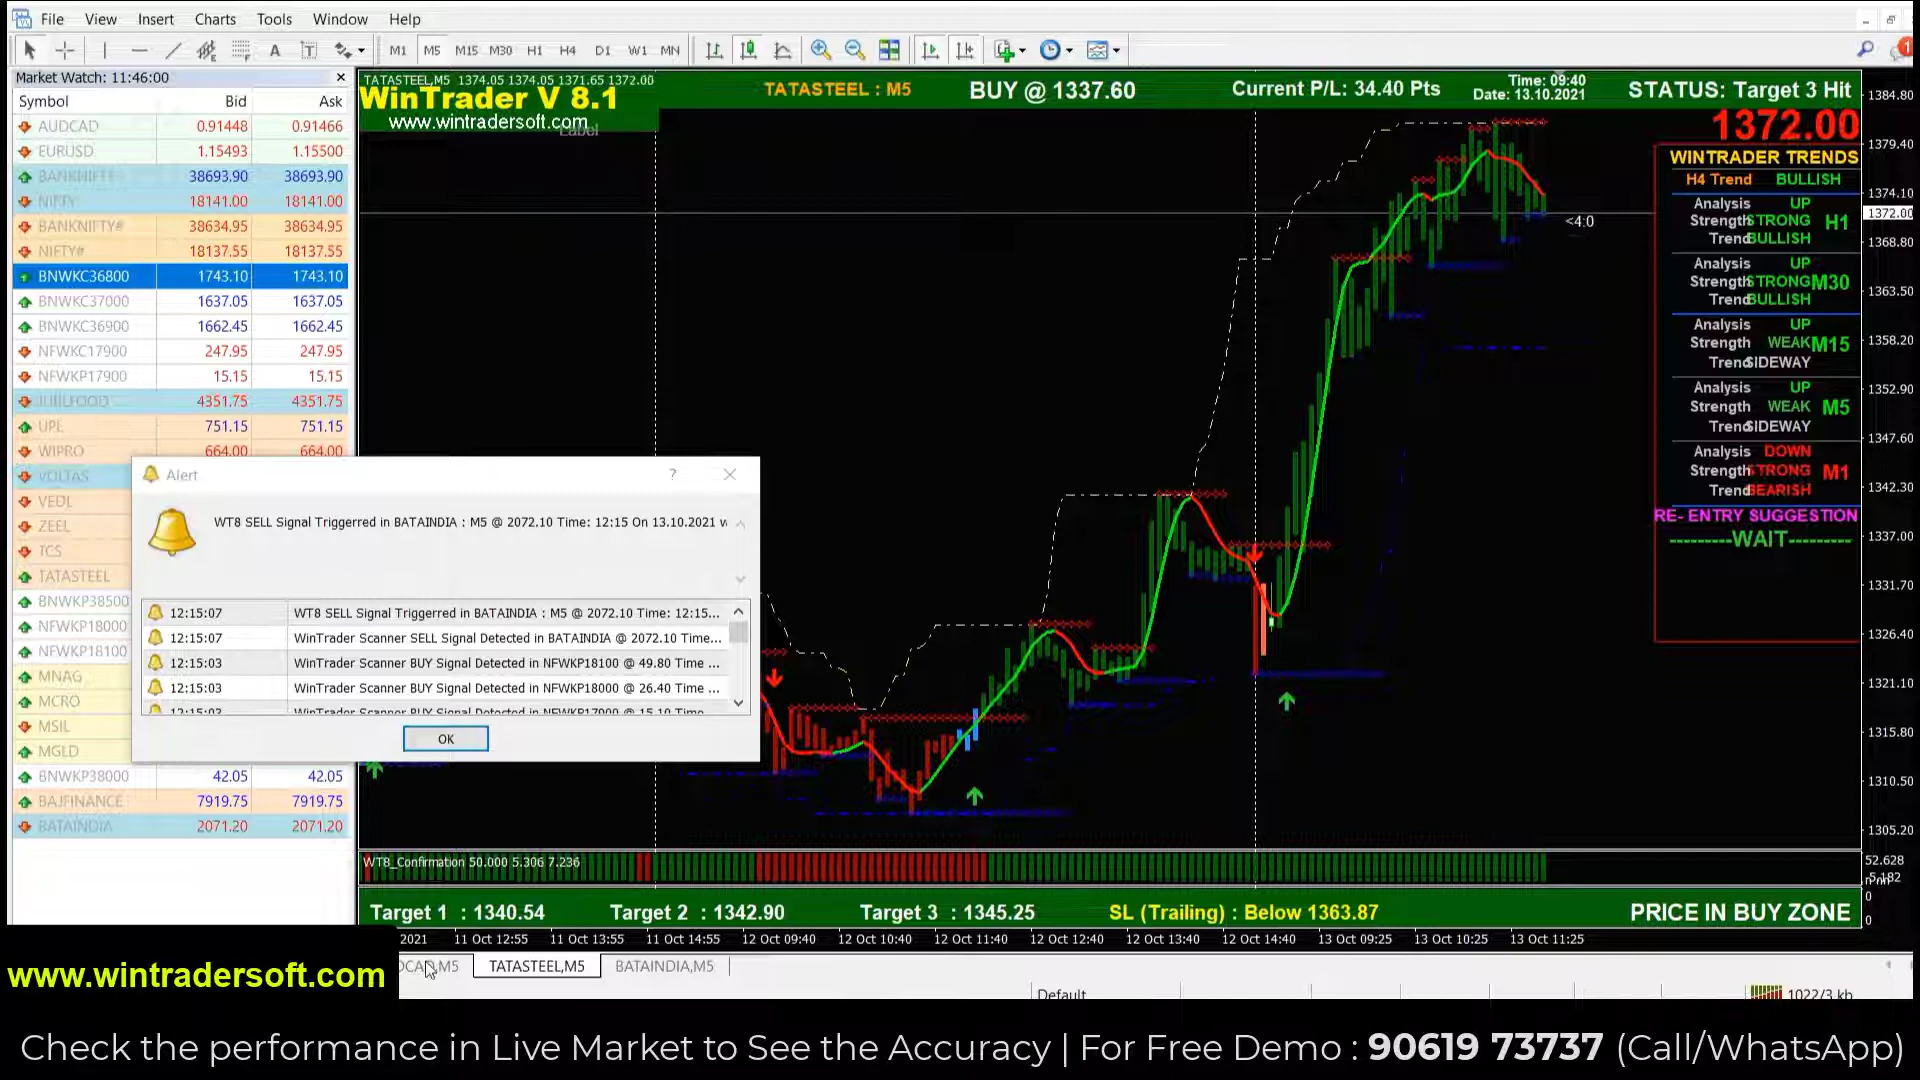 File View Insert Charts Tools Window Help
M1 M5 M15 M30 H1 H4 D1 W1 MN
Market Watch: 11:46:00
Symbol Bid Ask
AUDCAD 0.91448 0.91466
EURUSD 1.15493 1.15500
BANKNIFTY 38693.90 38693.90
NIFTY 18141.00 18141.00
BANKNIFTY# 38634.95 38634.95
NIFTY# 18137.55 18137.55
BNWKC36800 1743.10 1743.10
BNWKC37000 1637.05 1637.05
BNWKC36900 1662.45 1662.45
NFWKC17900 247.95 247.95
NFWKP17900 15.15 15.15
JUBLFOOD 4351.75 4351.75
UPL 751.15 751.15
WIPRO 664.00 664.00
VOLTAS
VEDL
ZEEL
TCS
TATASTEEL
BNWKP38500
NFWKP18000
NFWKP18100
MNAG
MCRO
MSIL
MGLD
BNWKP38000 42.05 42.05
BAJFINANCE 7919.75 7919.75
BATAINDIA 2071.20 2071.20
Alert
WT8 SELL Signal Triggerred in BATAINDIA : M5 @ 2072.10 Time: 12:15 On 13.10.2021
12:15:07 WT8 SELL Signal Triggerred in BATAINDIA : M5 @ 2072.10 Time: 12:15...
12:15:07 WinTrader Scanner SELL Signal Detected in BATAINDIA @ 2072.10 Time...
12:15:03 WinTrader Scanner BUY Signal Detected in NFWKP18100 @ 49.80 Time ...
12:15:03 WinTrader Scanner BUY Signal Detected in NFWKP18000 @ 26.40 Time ...
OK
TATASTEEL,M5 1374.05 1374.05 1371.65 1372.00
WinTrader V 8.1
www.wintradersoft.com
Label
TATASTEEL : M5
BUY @ 1337.60
Current P/L: 34.40 Pts
Time: 09:40
Date: 13.10.2021
STATUS: Target 3 Hit
1372.00
WINTRADER TRENDS
H4 Trend BULLISH
Analysis UP
Strength STRONG H1
Trend BULLISH
Analysis UP
Strength STRONG M30
Trend BULLISH
Analysis UP
Strength WEAK M15
Trend SIDEWAY
Analysis UP
Strength WEAK M5
Trend SIDEWAY
Analysis DOWN
Strength STRONG M1
Trend BEARISH
RE- ENTRY SUGGESTION
---------WAIT---------
<4:0
1384.80
1379.40
1374.10
1372.00
1368.80
1363.50
1358.20
1352.90
1347.60
1342.30
1337.00
1331.70
1326.40
1321.10
1315.80
1310.50
1305.20
52.628
0
0
WT8_Confirmation 50.000 5.306 7.236
Target 1 : 1340.54 Target 2 : 1342.90 Target 3 : 1345.25 SL (Trailing) : Below 1363.87 PRICE IN BUY ZONE
2021 11 Oct 12:55 11 Oct 13:55 11 Oct 14:55 12 Oct 09:40 12 Oct 10:40 12 Oct 11:40 12 Oct 12:40 12 Oct 13:40 12 Oct 14:40 13 Oct 09:25 13 Oct 10:25 13 Oct 11:25
TATASTEEL,M5 BATAINDIA,M5
Default 1022/3 kb
www.wintradersoft.com
Check the performance in Live Market to See the Accuracy | For Free Demo : 90619 73737 (Call/WhatsApp)